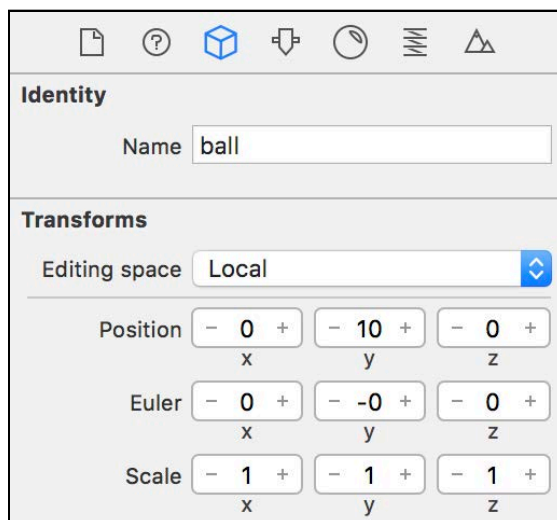 Identity
Name ball
Transforms
Editing space Local
Position - 0 + - 10 + - 0 +
x y z
Euler - 0 + - -0 + - 0 +
x y z
Scale - 1 + - 1 + - 1 +
x y z